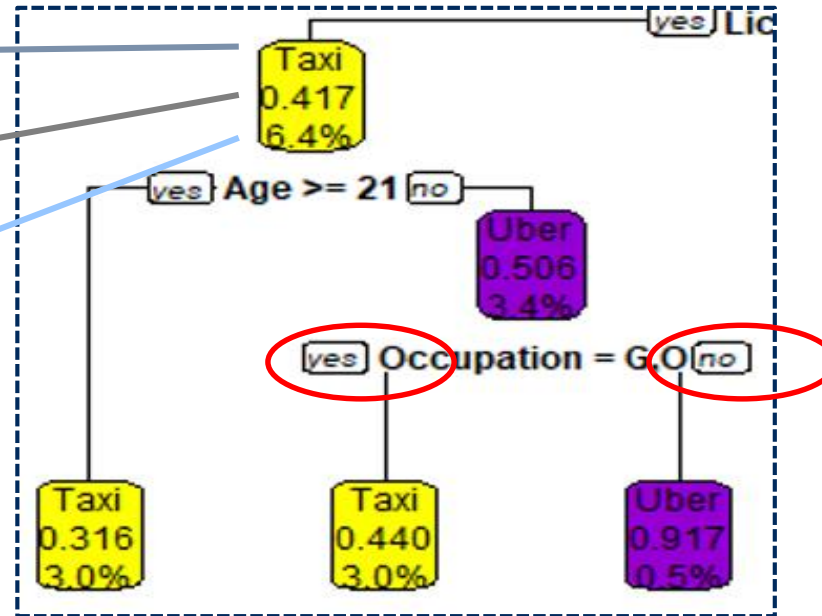 yes Lic
Taxi
0.417
6.4%
yes Age >= 21 no
Uber
0.506
3.4%
yes Occupation = G,O no
Taxi
0.316
3.0%
Taxi
0.440
3.0%
Uber
0.917
0.5%